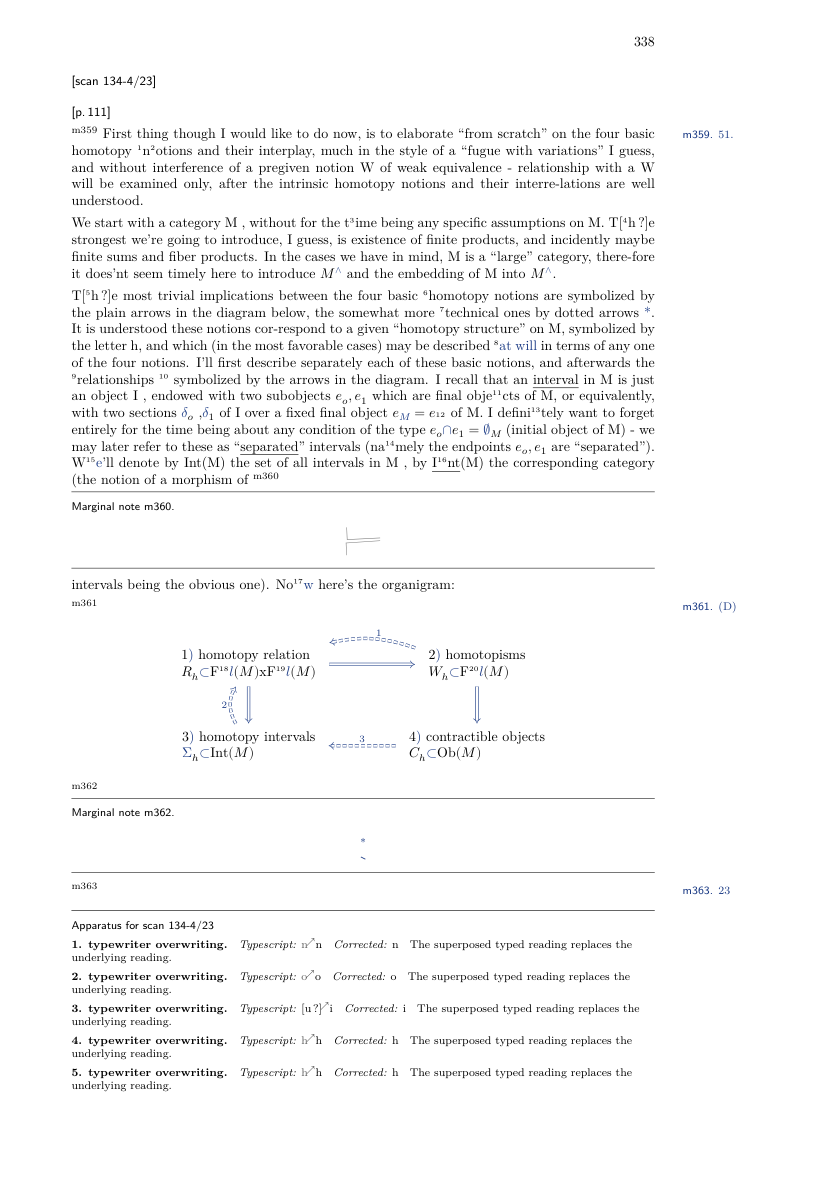 338
[scan 134-4/23]
[p. 111]
m359 First thing though I would like to do now, is to elaborate “from scratch” on the four basic
homotopy ¹n²otions and their interplay, much in the style of a “fugue with variations” I guess,
and without interference of a pregiven notion W of weak equivalence - relationship with a W
will be examined only, after the intrinsic homotopy notions and their interre-lations are well
understood.
m359. 51.
We start with a category M , without for the t³ime being any specific assumptions on M. T[⁴h ?]e
strongest we're going to introduce, I guess, is existence of finite products, and incidently maybe
finite sums and fiber products. In the cases we have in mind, M is a “large” category, there-fore
it does'nt seem timely here to introduce M^ and the embedding of M into M^.
T[⁵h ?]e most trivial implications between the four basic ⁶homotopy notions are symbolized by
the plain arrows in the diagram below, the somewhat more ⁷technical ones by dotted arrows *.
It is understood these notions cor-respond to a given “homotopy structure” on M, symbolized by
the letter h, and which (in the most favorable cases) may be described ⁸at will in terms of any one
of the four notions. I'll first describe separately each of these basic notions, and afterwards the
⁹relationships ¹⁰ symbolized by the arrows in the diagram. I recall that an interval in M is just
an object I , endowed with two subobjects eₒ, e₁ which are final obje¹¹cts of M, or equivalently,
with two sections δₒ ,δ₁ of I over a fixed final object e_M = e¹² of M. I defini¹³tely want to forget
entirely for the time being about any condition of the type eₒ∩e₁ = ∅_M (initial object of M) - we
may later refer to these as “separated” intervals (na¹⁴mely the endpoints eₒ, e₁ are “separated”).
W¹⁵e'll denote by Int(M) the set of all intervals in M , by I¹⁶nt(M) the corresponding category
(the notion of a morphism of m360
Marginal note m360.
intervals being the obvious one). No¹⁷w here's the organigram:
m361
m361. (D)
1
1) homotopy relation
R_h⊂F¹⁸l(M)xF¹⁹l(M)
2) homotopisms
W_h⊂F²⁰l(M)
2
3) homotopy intervals
Σ_h⊂Int(M)
3
4) contractible objects
C_h⊂Ob(M)
m362
Marginal note m362.
*
m363
m363. 23
Apparatus for scan 134-4/23
1. typewriter overwriting. Typescript: n↗n Corrected: n The superposed typed reading replaces the
underlying reading.
2. typewriter overwriting. Typescript: o↗o Corrected: o The superposed typed reading replaces the
underlying reading.
3. typewriter overwriting. Typescript: [u ?]↗i Corrected: i The superposed typed reading replaces the
underlying reading.
4. typewriter overwriting. Typescript: h↗h Corrected: h The superposed typed reading replaces the
underlying reading.
5. typewriter overwriting. Typescript: h↗h Corrected: h The superposed typed reading replaces the
underlying reading.